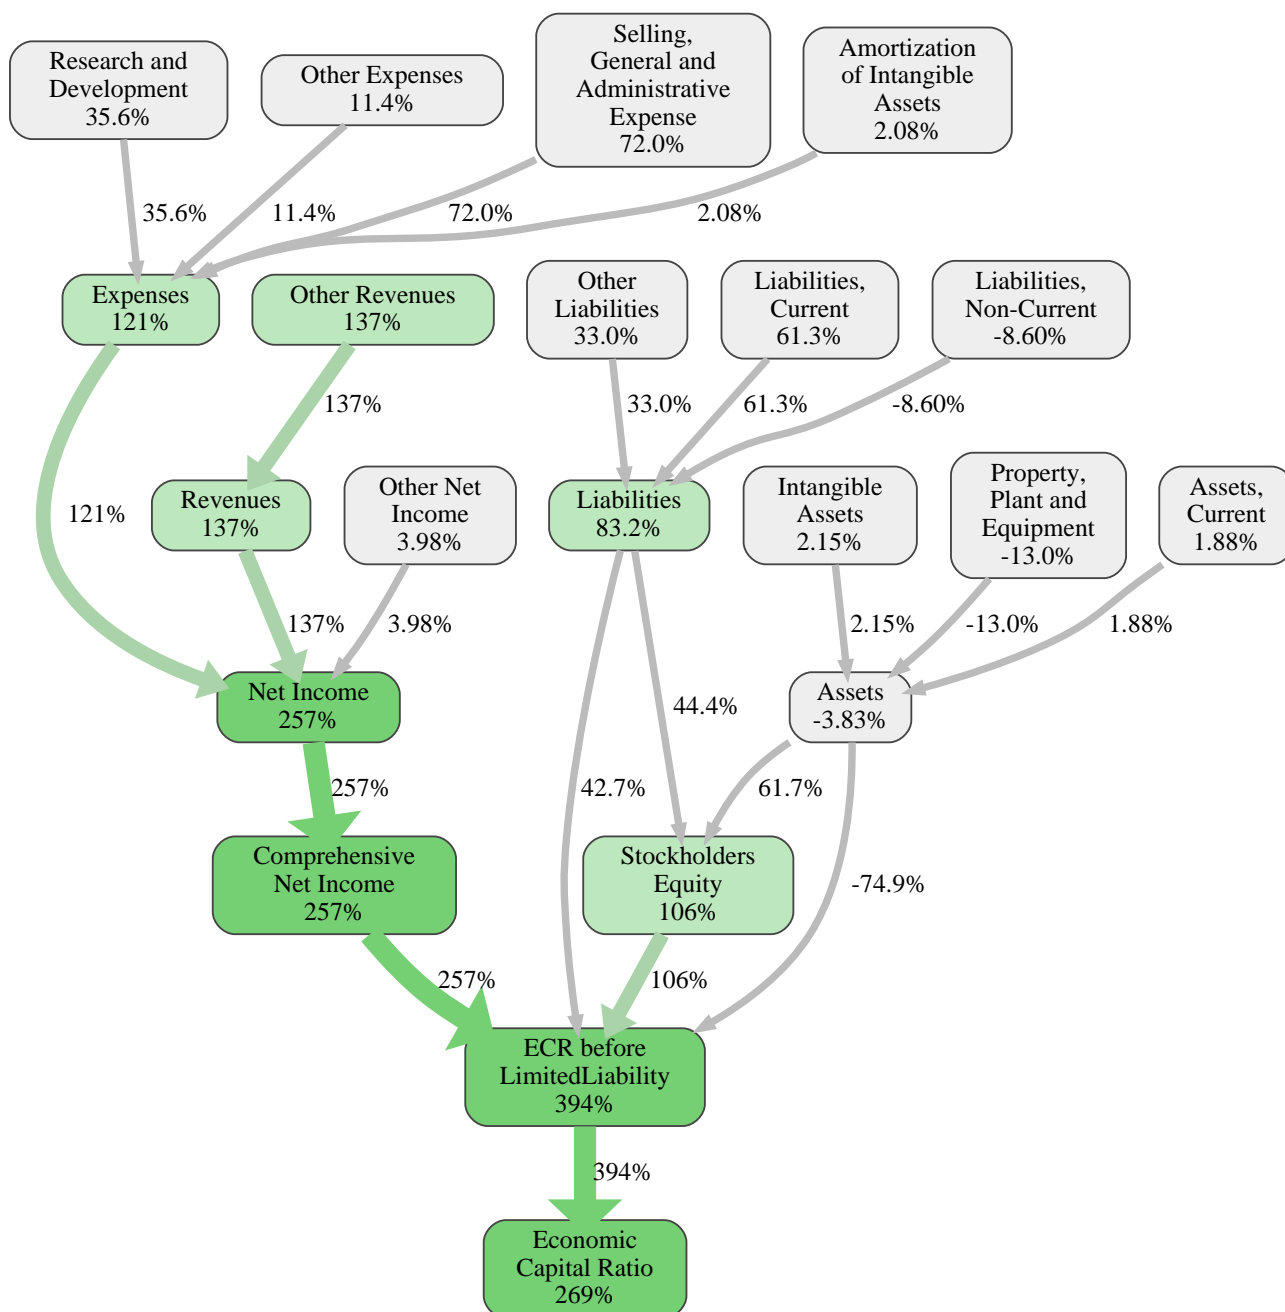 Research and
Development
35.6%
Other Expenses
11.4%
Selling,
General and
Administrative
Expense
72.0%
Amortization
of Intangible
Assets
2.08%
35.6%
11.4%
72.0%
2.08%
Expenses
121%
Other Revenues
137%
Other
Liabilities
33.0%
Liabilities,
Current
61.3%
Liabilities,
Non-Current
-8.60%
137%
33.0%
61.3%
-8.60%
121%
Revenues
137%
Other Net
Income
3.98%
Liabilities
83.2%
Intangible
Assets
2.15%
Property,
Plant and
Equipment
-13.0%
Assets,
Current
1.88%
137%
3.98%
2.15%
-13.0%
1.88%
Net Income
257%
44.4%
Assets
-3.83%
257%
42.7%
61.7%
Comprehensive
Net Income
257%
Stockholders
Equity
106%
-74.9%
257%
106%
ECR before
LimitedLiability
394%
394%
Economic
Capital Ratio
269%